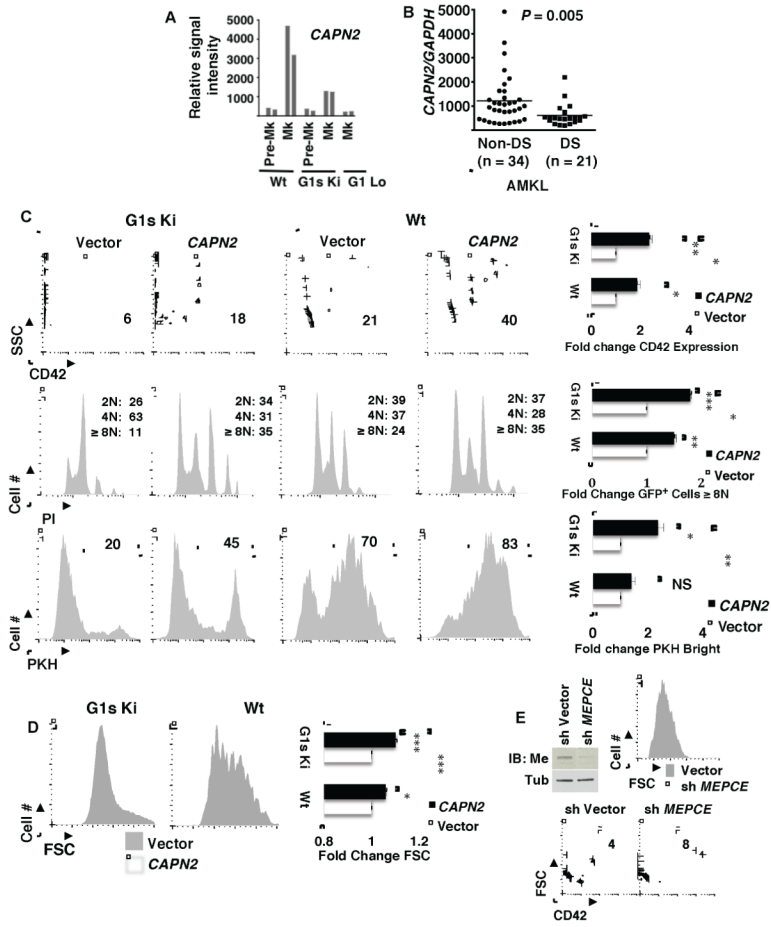 A
CAPN2
Relative signal intensity
5000
4000
3000
2000
1000
Pre-Mk
Mk
Pre-Mk
Mk
Mk
Wt
G1s Ki
G1 Lo
B
P = 0.005
CAPN2/GAPDH
5000
4000
3000
2000
1000
Non-DS
(n = 34)
DS
(n = 21)
AMKL
C
G1s Ki
Wt
Vector
CAPN2
Vector
CAPN2
6
18
21
40
SSC
CD42
G1s Ki
Wt
** *
*
CAPN2
Vector
0 2 4
Fold change CD42 Expression
2N: 26
4N: 63
≥ 8N: 11
2N: 34
4N: 31
≥ 8N: 35
2N: 39
4N: 37
≥ 8N: 24
2N: 37
4N: 28
≥ 8N: 35
Cell #
PI
G1s Ki
Wt
*** *
**
CAPN2
Vector
0 1 2
Fold Change GFP+ Cells ≥ 8N
20
45
70
83
Cell #
PKH
G1s Ki
Wt
* **
NS
CAPN2
Vector
0 2 4
Fold change PKH Bright
D
G1s Ki
Wt
Cell #
FSC
Vector
CAPN2
G1s Ki
Wt
*** ***
*
CAPN2
Vector
0.8 1 1.2
Fold Change FSC
E
sh Vector
sh MEPCE
IB: Me
Tub
Cell #
FSC
Vector
sh MEPCE
sh Vector
sh MEPCE
4
8
FSC
CD42